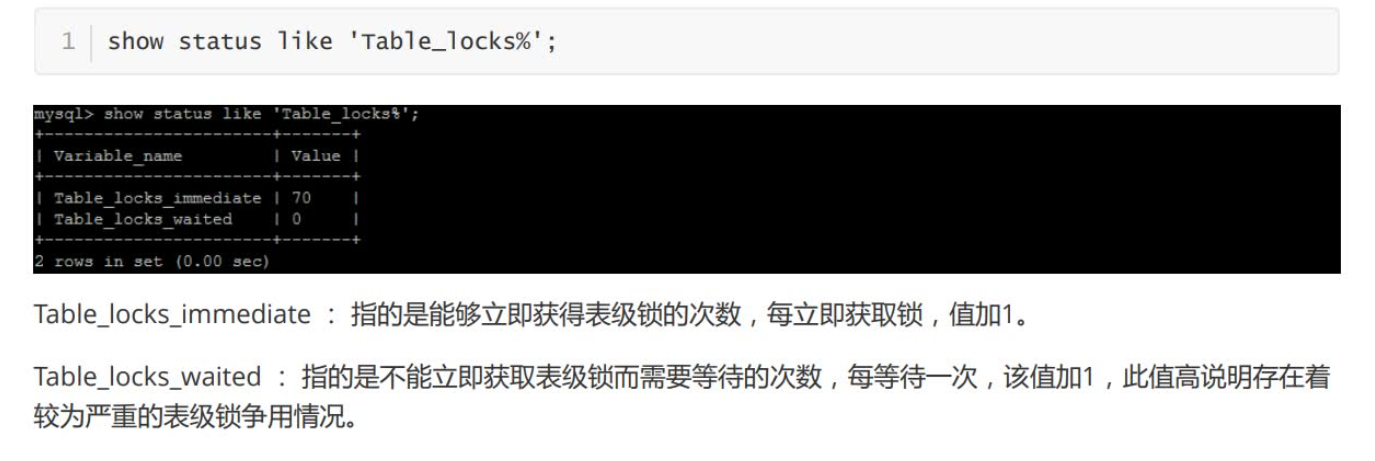 1 show status like 'Table_locks%';
mysql> show status like 'Table_locks%';
+-----------------------+-------+
| Variable_name         | Value |
+-----------------------+-------+
| Table_locks_immediate | 70    |
| Table_locks_waited    | 0     |
+-----------------------+-------+
2 rows in set (0.00 sec)
Table_locks_immediate ： 指的是能够立即获得表级锁的次数，每立即获取锁，值加1。
Table_locks_waited ： 指的是不能立即获取表级锁而需要等待的次数，每等待一次，该值加1，此值高说明存在着
较为严重的表级锁争用情况。